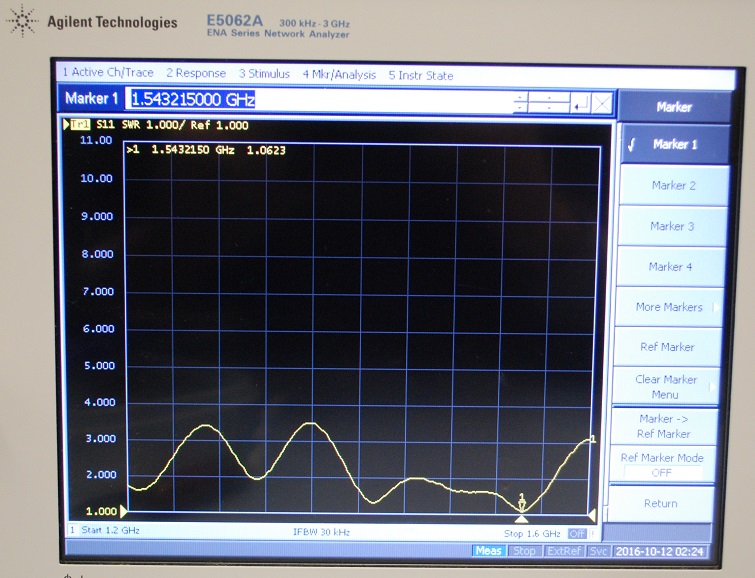 Agilent Technologies E5062A 300 kHz - 3 GHz
ENA Series Network Analyzer
1 Active Ch/Trace 2 Response 3 Stimulus 4 Mkr/Analysis 5 Instr State
Marker 1 1.543215000 GHz
Marker
Tr1 S11 SWR 1.000/ Ref 1.000
>1 1.5432150 GHz 1.0623
11.00
10.00
9.000
8.000
7.000
6.000
5.000
4.000
3.000
2.000
1.000
1
1
Marker 1
Marker 2
Marker 3
Marker 4
More Markers
Ref Marker
Clear Marker
Menu
Marker ->
Ref Marker
Ref Marker Mode
OFF
Return
1 Start 1.2 GHz IFBW 30 kHz Stop 1.6 GHz Off
Meas Stop ExtRef Svc 2016-10-12 02:24